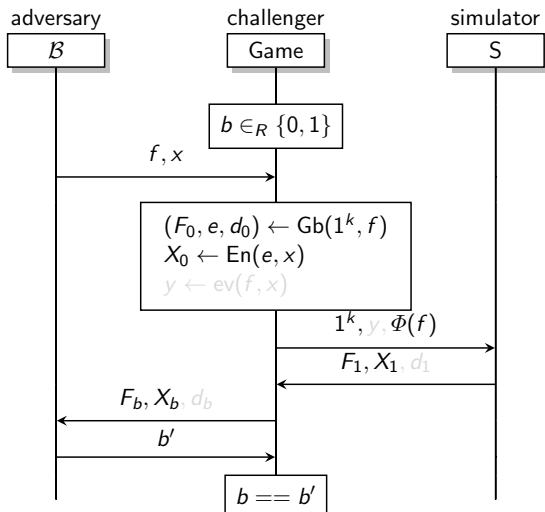 adversary challenger simulator
ℬ Game S
b ∈_R {0, 1}
f, x
(F_0, e, d_0) ← Gb(1^k, f)
X_0 ← En(e, x)
y ← ev(f, x)
1^k, y, Φ(f)
F_1, X_1, d_1
F_b, X_b, d_b
b′
b == b′